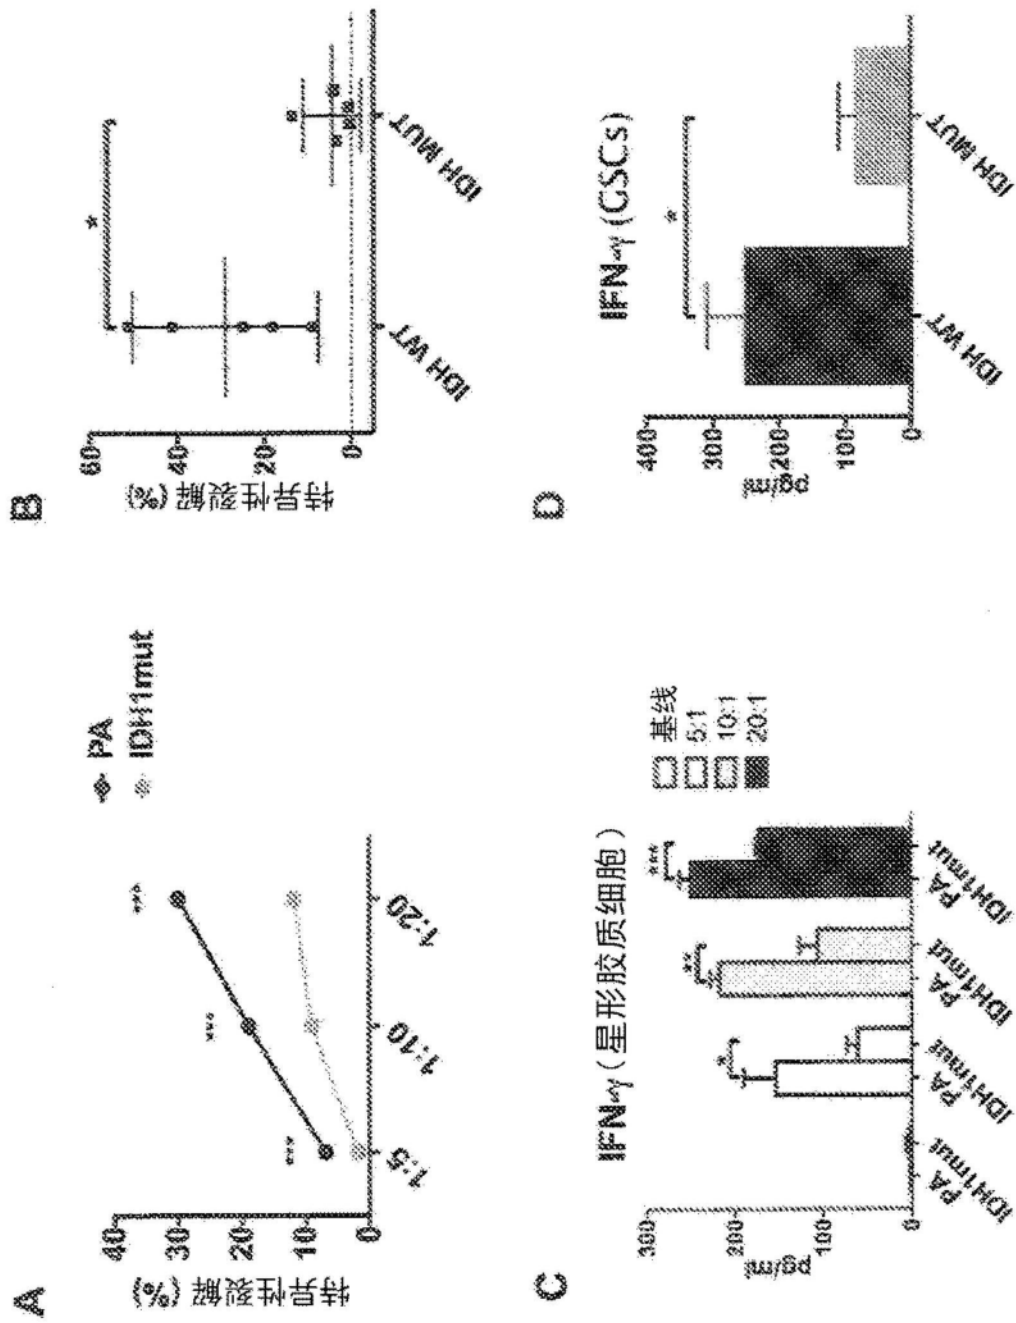 A
特异性裂解 (%)
40
30
20
10
0
1:5
1:10
1:20
***
***
***
PA
IDH1mut
B
特异性裂解 (%)
60
40
20
0
*
IDH WT
IDH MUT
C
IFN-γ (星形胶质细胞)
pg/ml
300
200
100
0
*
**
***
PA
IDH1mut
PA
IDH1mut
PA
IDH1mut
PA
IDH1mut
基线
5:1
10:1
20:1
D
IFN-γ (GSCs)
pg/ml
400
300
200
100
0
*
IDH WT
IDH MUT